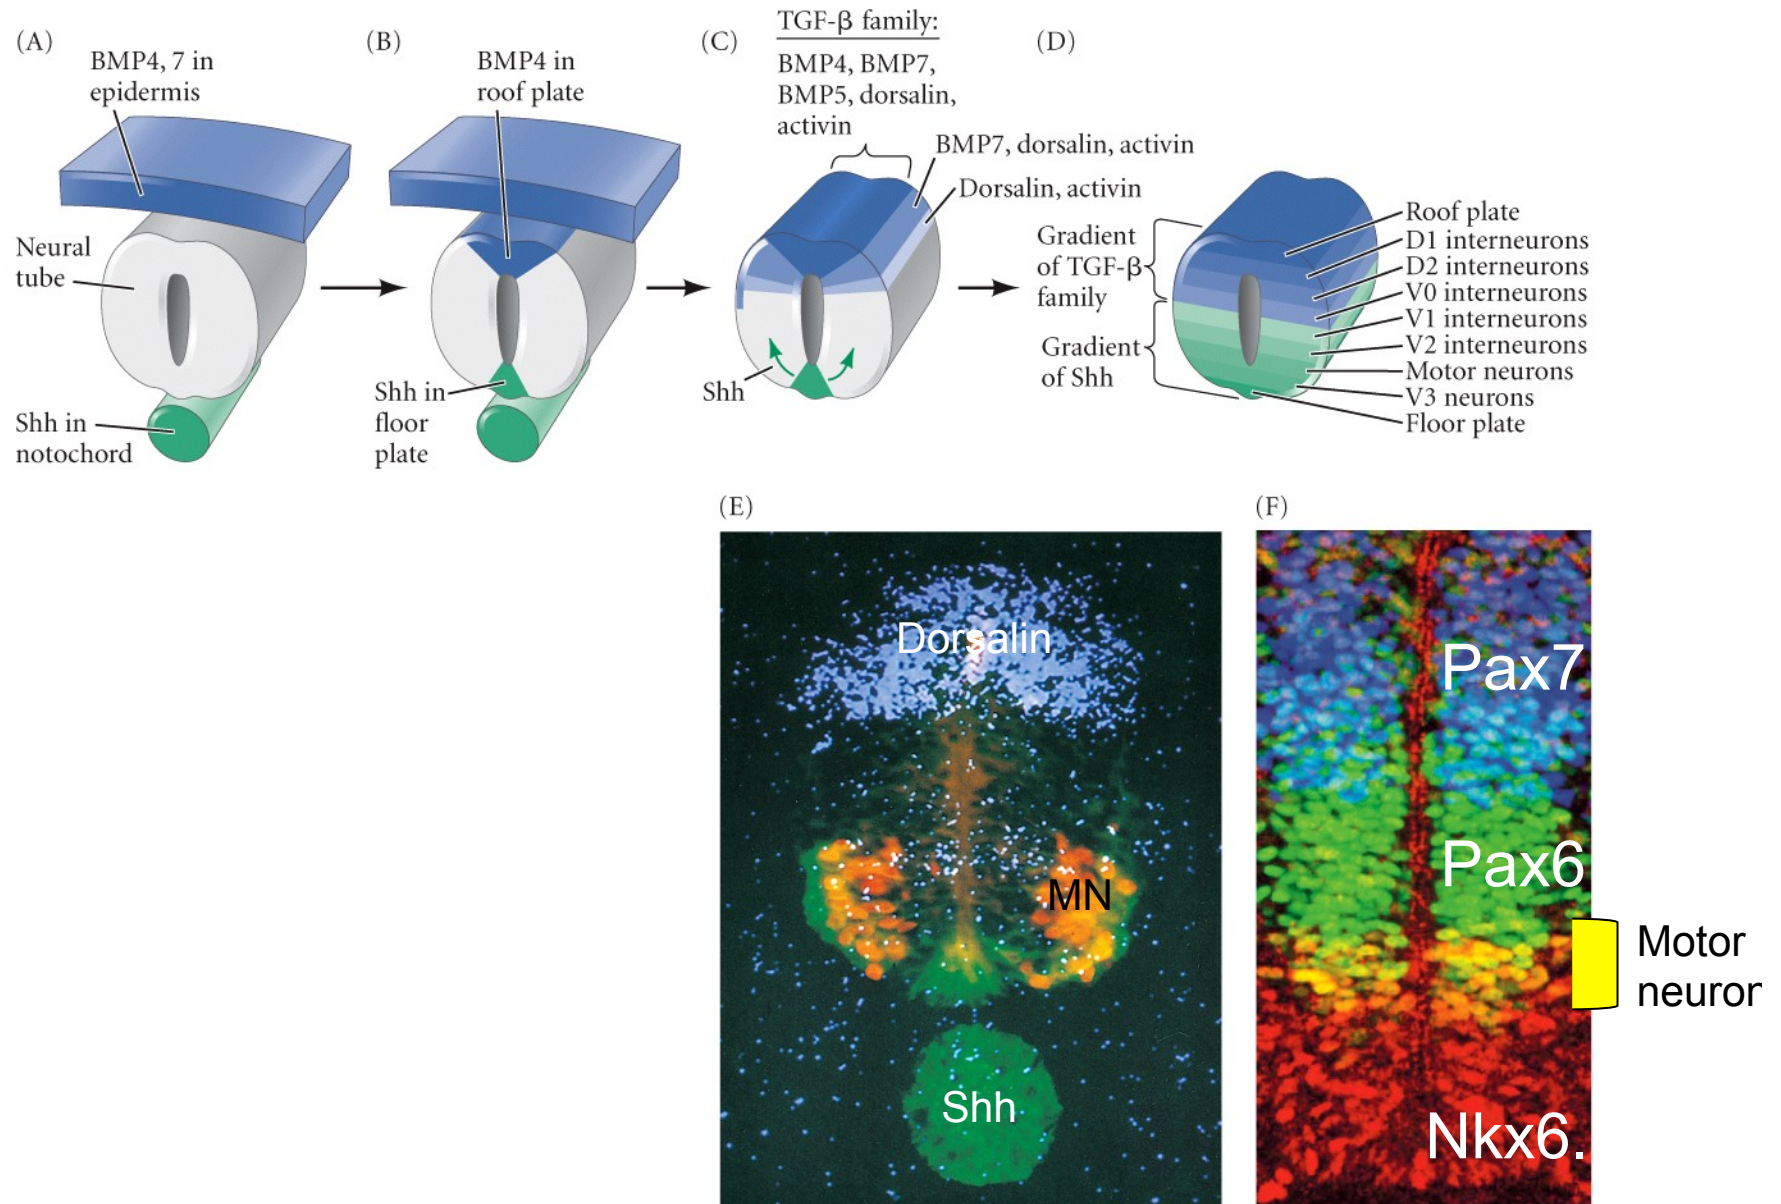 (A)
BMP4, 7 in
epidermis
Neural
tube
Shh in
notochord
(B)
BMP4 in
roof plate
Shh in
floor
plate
(C)
TGF-β family:
BMP4, BMP7,
BMP5, dorsalin,
activin
BMP7, dorsalin, activin
Dorsalin, activin
Shh
(D)
Gradient
of TGF-β
family
Gradient
of Shh
Roof plate
D1 interneurons
D2 interneurons
V0 interneurons
V1 interneurons
V2 interneurons
Motor neurons
V3 neurons
Floor plate
(E)
Dorsalin
MN
Shh
(F)
Pax7
Pax6
Nkx6.
Motor
neuror